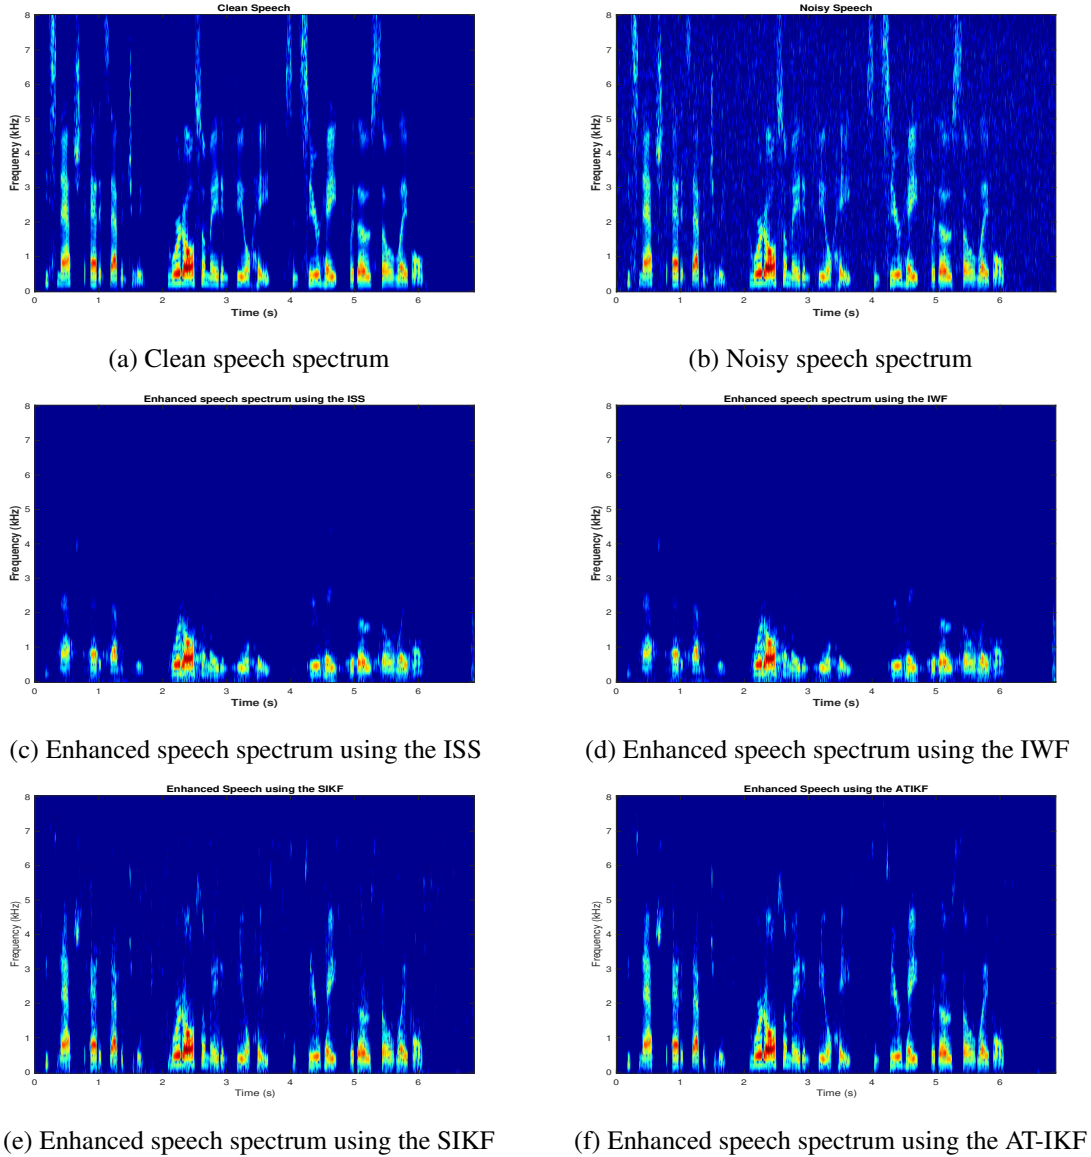 Clean Speech
8
7
6
5
4
3
2
1
0
Frequency (kHz)
0 1 2 3 4 5 6
Time (s)
(a) Clean speech spectrum
Noisy Speech
8
7
6
5
4
3
2
1
0
Frequency (kHz)
0 1 2 3 4 5 6
Time (s)
(b) Noisy speech spectrum
Enhanced speech spectrum using the ISS
8
7
6
5
4
3
2
1
0
Frequency (kHz)
0 1 2 3 4 5 6
Time (s)
(c) Enhanced speech spectrum using the ISS
Enhanced speech spectrum using the IWF
8
7
6
5
4
3
2
1
0
Frequency (kHz)
0 1 2 3 4 5 6
Time (s)
(d) Enhanced speech spectrum using the IWF
Enhanced Speech using the SIKF
8
7
6
5
4
3
2
1
0
Frequency (kHz)
0 1 2 3 4 5 6
Time (s)
(e) Enhanced speech spectrum using the SIKF
Enhanced Speech using the ATIKF
8
7
6
5
4
3
2
1
0
Frequency (kHz)
0 1 2 3 4 5 6
Time (s)
(f) Enhanced speech spectrum using the AT-IKF